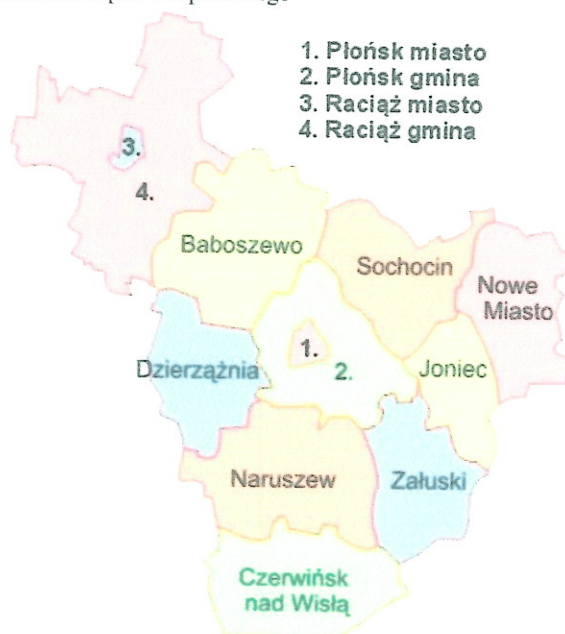 1. Płońsk miasto
2. Płońsk gmina
3. Raciąż miasto
4. Raciąż gmina
3.
4.
Baboszewo
Sochocin
Nowe
Miasto
1.
Dzierzążnia
2.
Joniec
Naruszew
Załuski
Czerwińsk
nad Wisłą